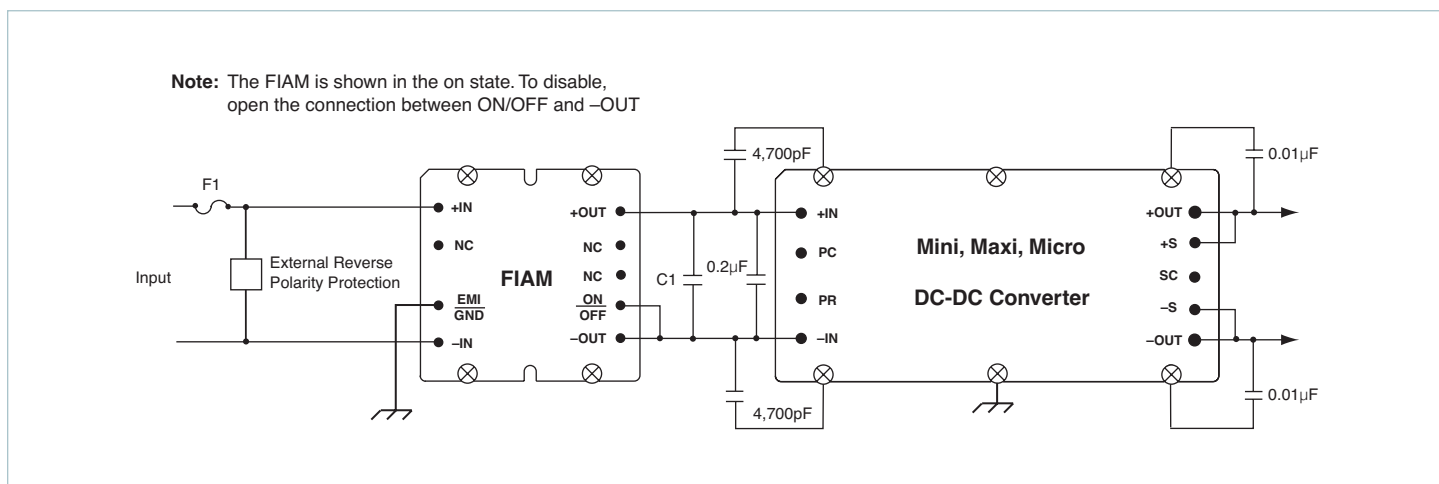 Note: The FIAM is shown in the on state. To disable,
open the connection between ON/OFF and –OUT
F1
Input
External Reverse
Polarity Protection
+IN
NC
EMI
GND
–IN
FIAM
+OUT
NC
NC
ON
OFF
–OUT
C1
0.2µF
4,700pF
4,700pF
+IN
PC
PR
–IN
Mini, Maxi, Micro
DC-DC Converter
+OUT
+S
SC
–S
–OUT
0.01µF
0.01µF